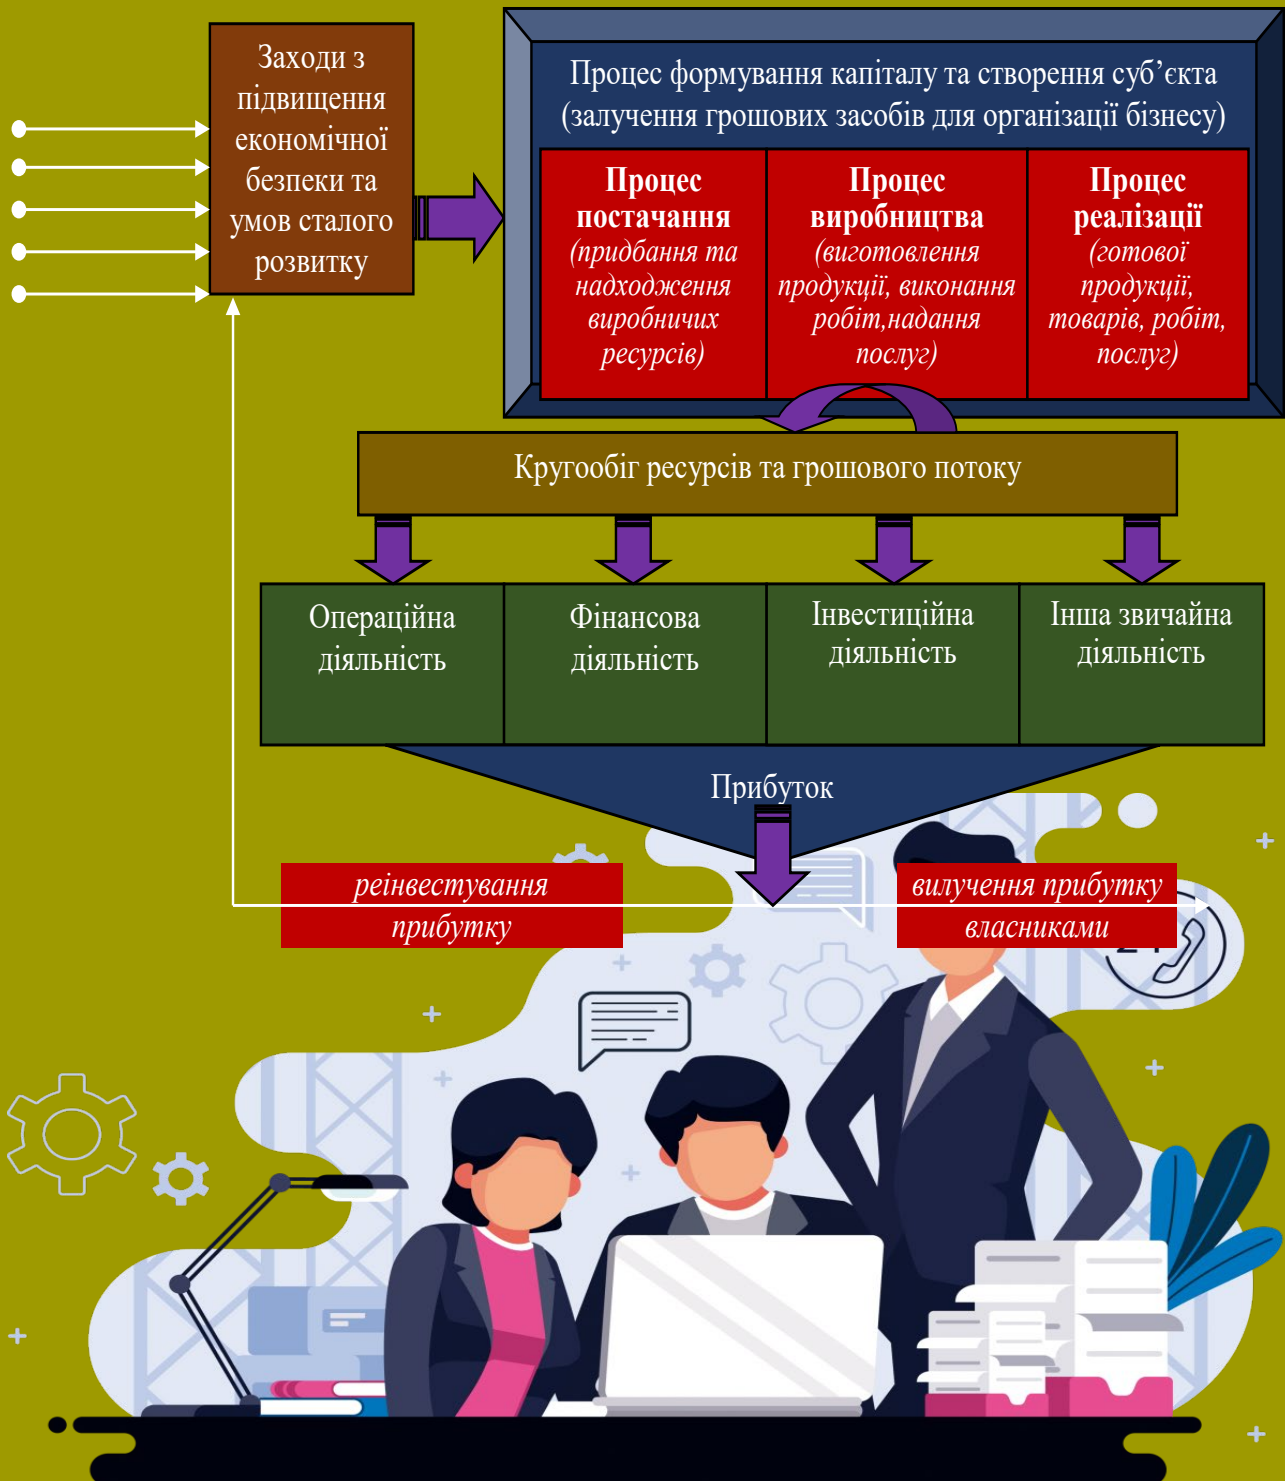 Заходи з
підвищення
економічної
безпеки та
умов сталого
розвитку
Процес формування капіталу та створення суб’єкта
(залучення грошових засобів для організації бізнесу)
Процес
постачання
(придбання та
надходження
виробничих
ресурсів)
Процес
виробництва
(виготовлення
продукції, виконання
робіт,надання
послуг)
Процес
реалізації
(готової
продукції,
товарів, робіт,
послуг)
Кругообіг ресурсів та грошового потоку
Операційна
діяльність
Фінансова
діяльність
Інвестиційна
діяльність
Інша звичайна
діяльність
Прибуток
реінвестування
прибутку
вилучення прибутку
власниками